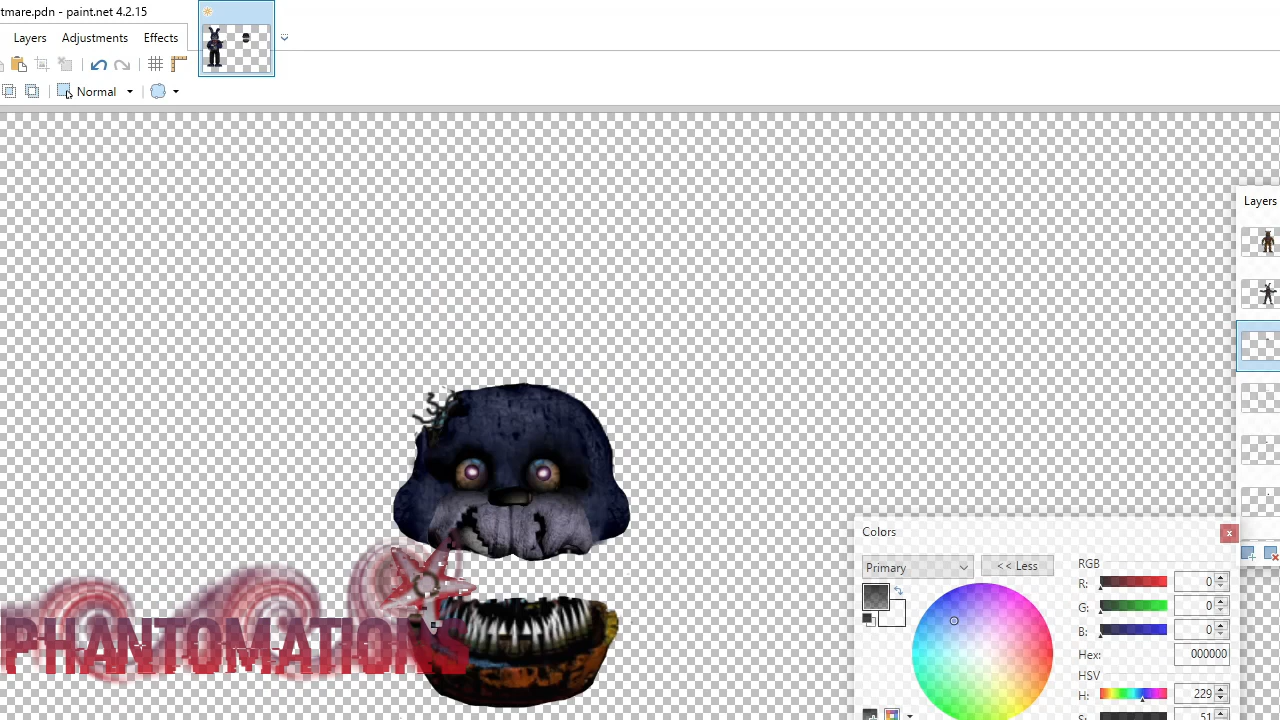 tmare.pdn - paint.net 4.2.15
Layers Adjustments Effects
Normal
Layers
Colors
Primary
<< Less
RGB
R: 0
G: 0
B: 0
Hex: 000000
HSV
H: 229
PHANTOMATIONS